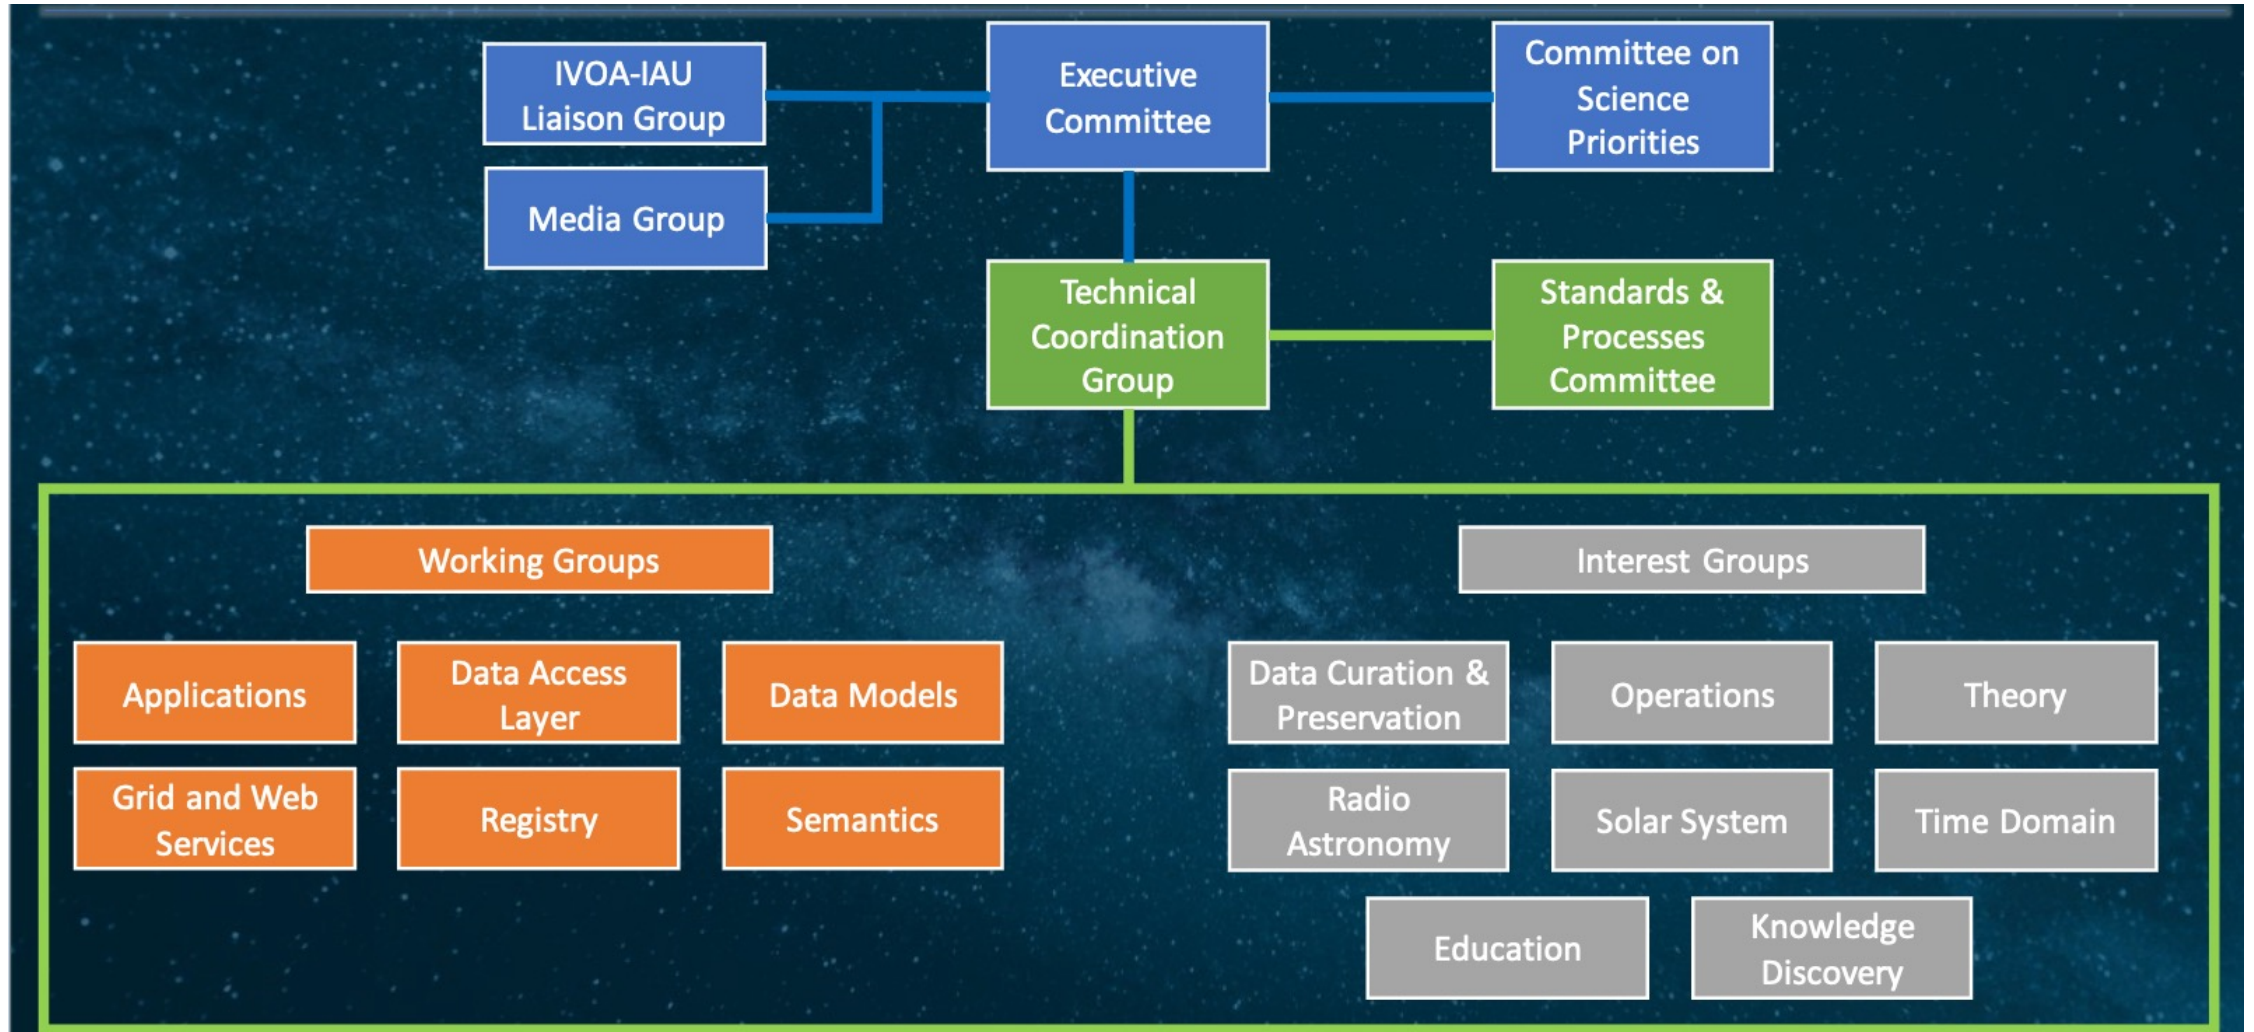 IVOA-IAU
Liaison Group
Executive
Committee
Committee on
Science
Priorities
Media Group
Technical
Coordination
Group
Standards &
Processes
Committee
Working Groups
Applications
Data Access
Layer
Data Models
Grid and Web
Services
Registry
Semantics
Interest Groups
Data Curation &
Preservation
Operations
Theory
Radio
Astronomy
Solar System
Time Domain
Education
Knowledge
Discovery